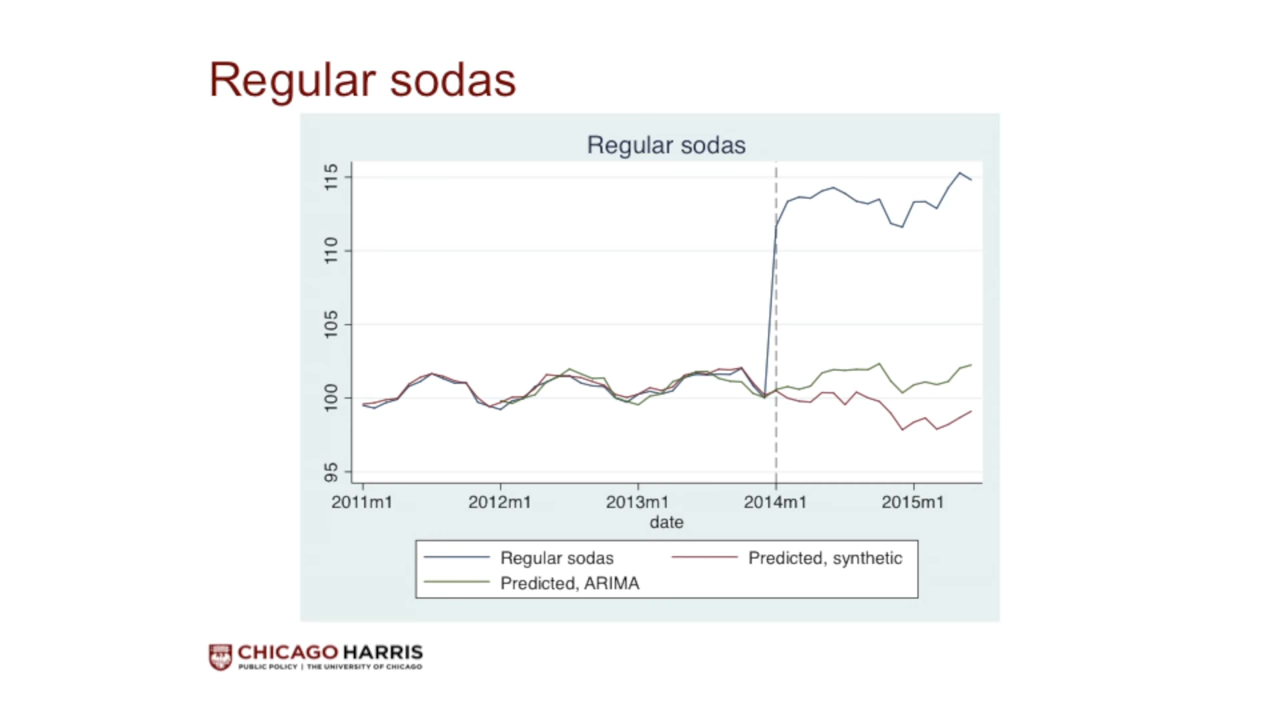 Regular sodas
Regular sodas
115
110
105
100
95
2011m1 2012m1 2013m1 2014m1 2015m1
date
Regular sodas Predicted, synthetic
Predicted, ARIMA
CHICAGO HARRIS
PUBLIC POLICY | THE UNIVERSITY OF CHICAGO